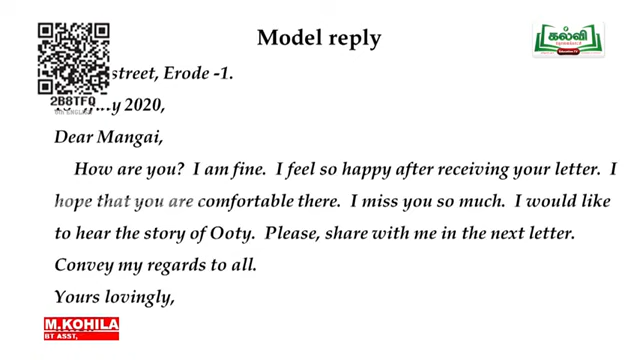 Model reply
கல்வி
street, Erode -1.
2B8TFQ
2020,
Dear Mangai,
How are you? I am fine. I feel so happy after receiving your letter. I
hope that you are comfortable there. I miss you so much. I would like
to hear the story of Ooty. Please, share with me in the next letter.
Convey my regards to all.
Yours lovingly,
M.KOHILA
BT ASST,